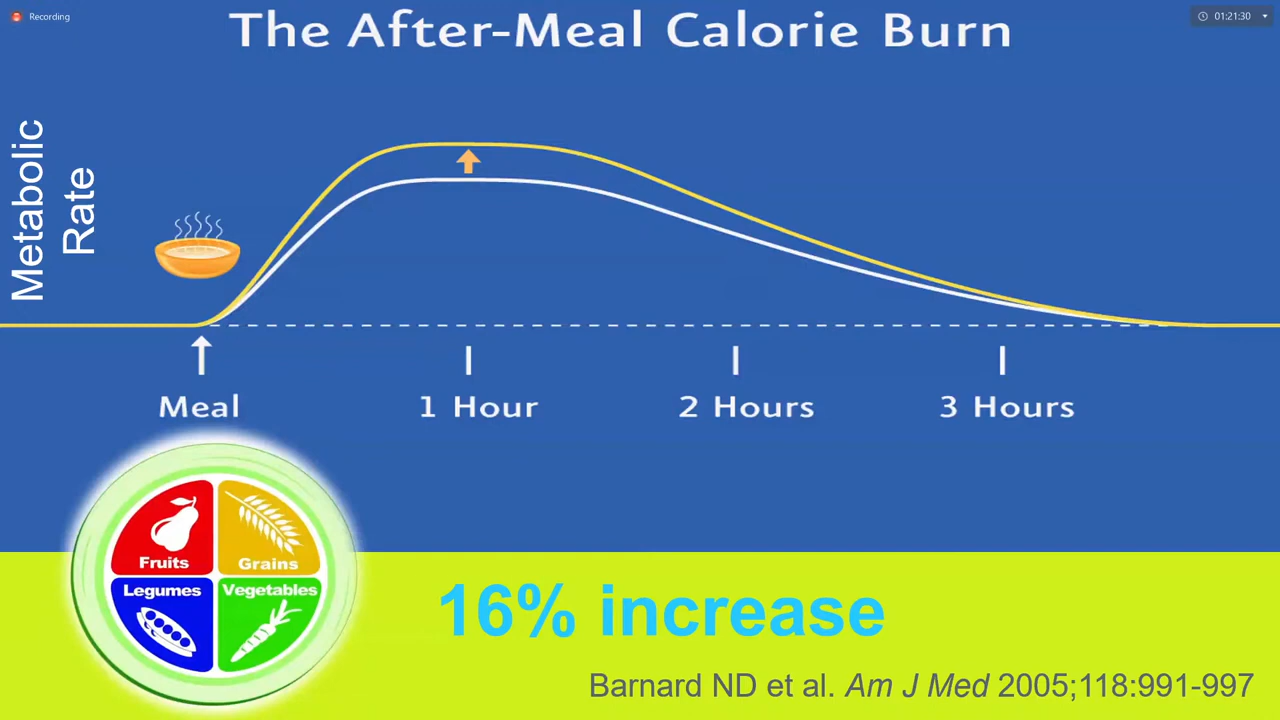 Recording
01:21:30
The After-Meal Calorie Burn
Metabolic
Rate
Meal
1 Hour
2 Hours
3 Hours
Fruits
Grains
Legumes
Vegetables
16% increase
Barnard ND et al. Am J Med 2005;118:991-997